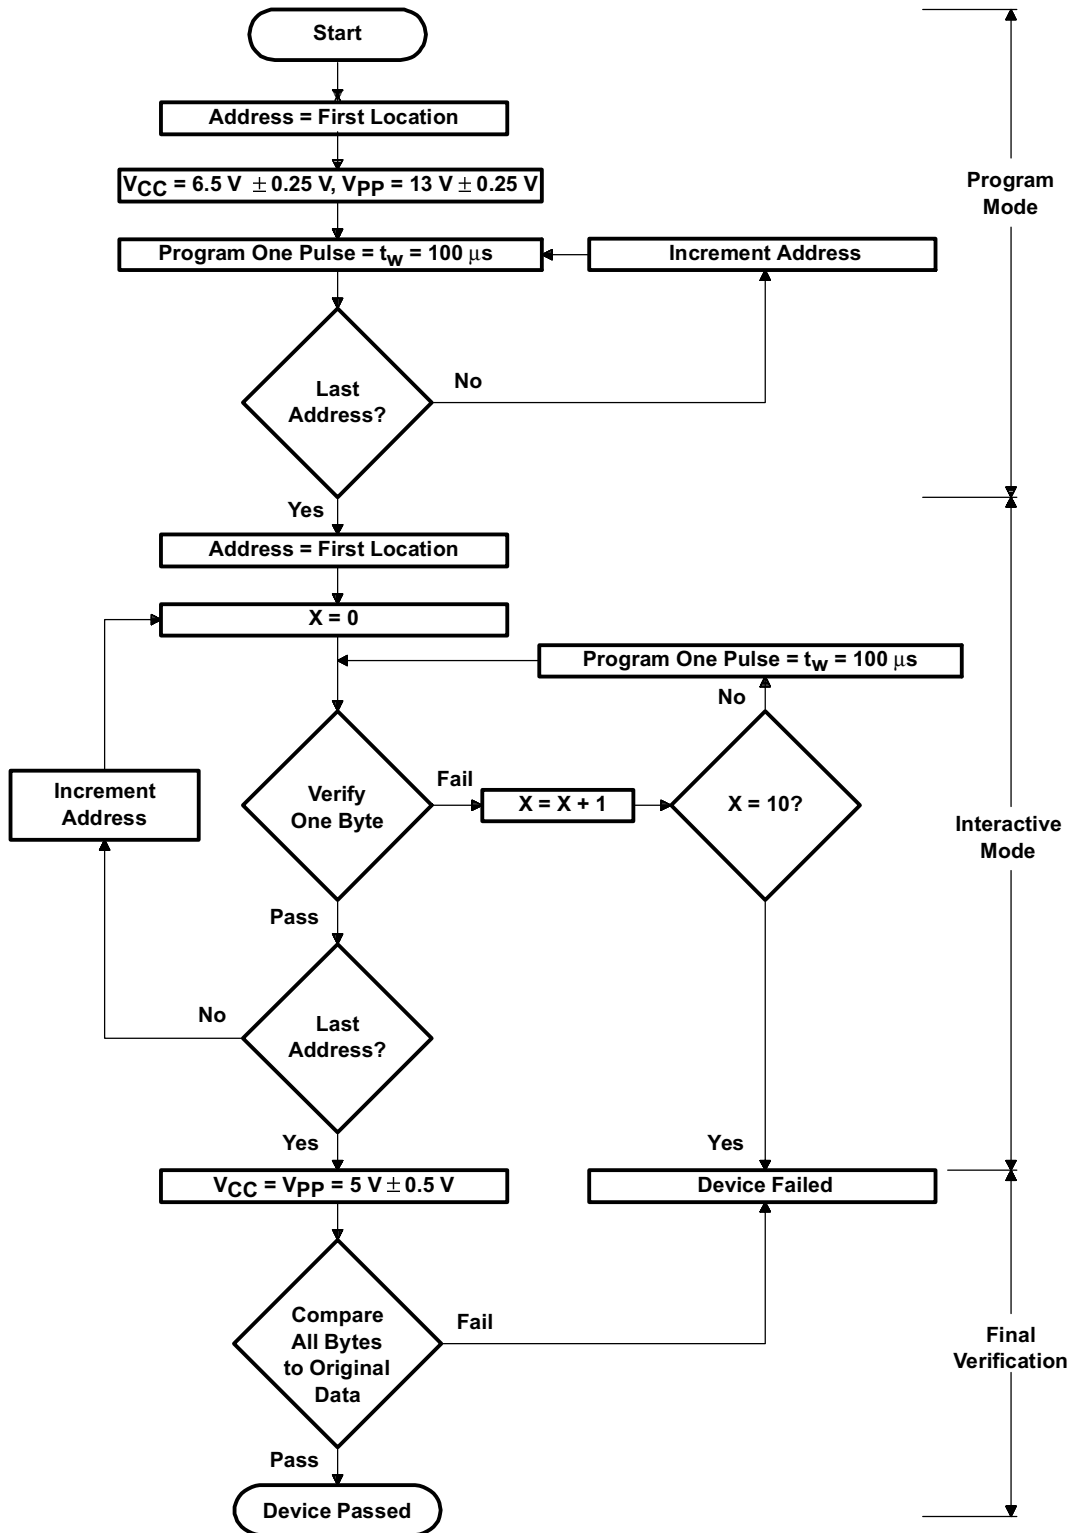 Start
Address = First Location
VCC = 6.5 V ± 0.25 V, VPP = 13 V ± 0.25 V
Program
Mode
Program One Pulse = tw = 100 μs
Increment Address
Last
Address?
No
Yes
Address = First Location
X = 0
Program One Pulse = tw = 100 μs
No
Increment
Address
Verify
One Byte
Fail
X = X + 1
X = 10?
Interactive
Mode
Pass
No
Last
Address?
Yes
Yes
VCC = VPP = 5 V ± 0.5 V
Device Failed
Compare
All Bytes
to Original
Data
Fail
Final
Verification
Pass
Device Passed